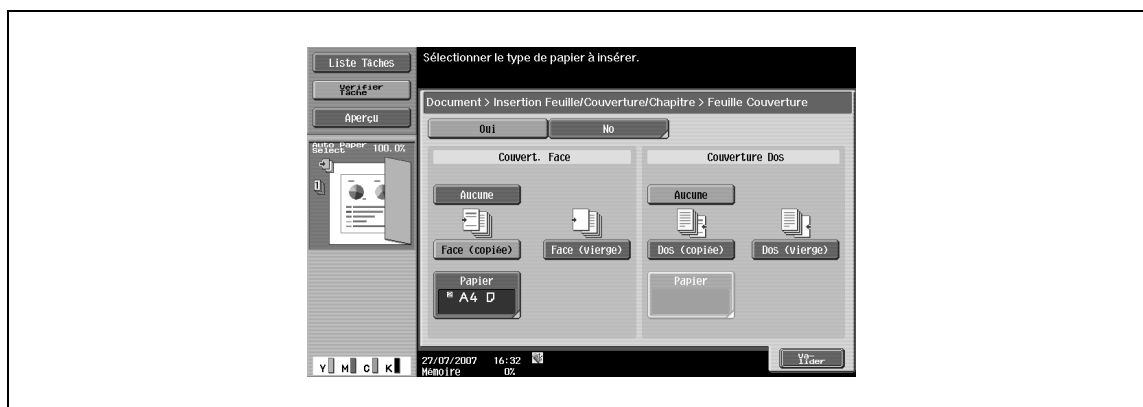 Liste Tâches
Sélectionner le type de papier à insérer.
Vérifier
Tâche
Aperçu
Document > Insertion Feuille/Couverture/Chapitre > Feuille Couverture
Oui
No
Auto Paper
Select 100.0%
Couvert. Face
Couverture Dos
Aucune
Aucune
Face (copiée)
Face (vierge)
Dos (copiée)
Dos (vierge)
Papier
A4
Papier
Y M C K
27/07/2007 16:32
Mémoire 0%
Va-
lider